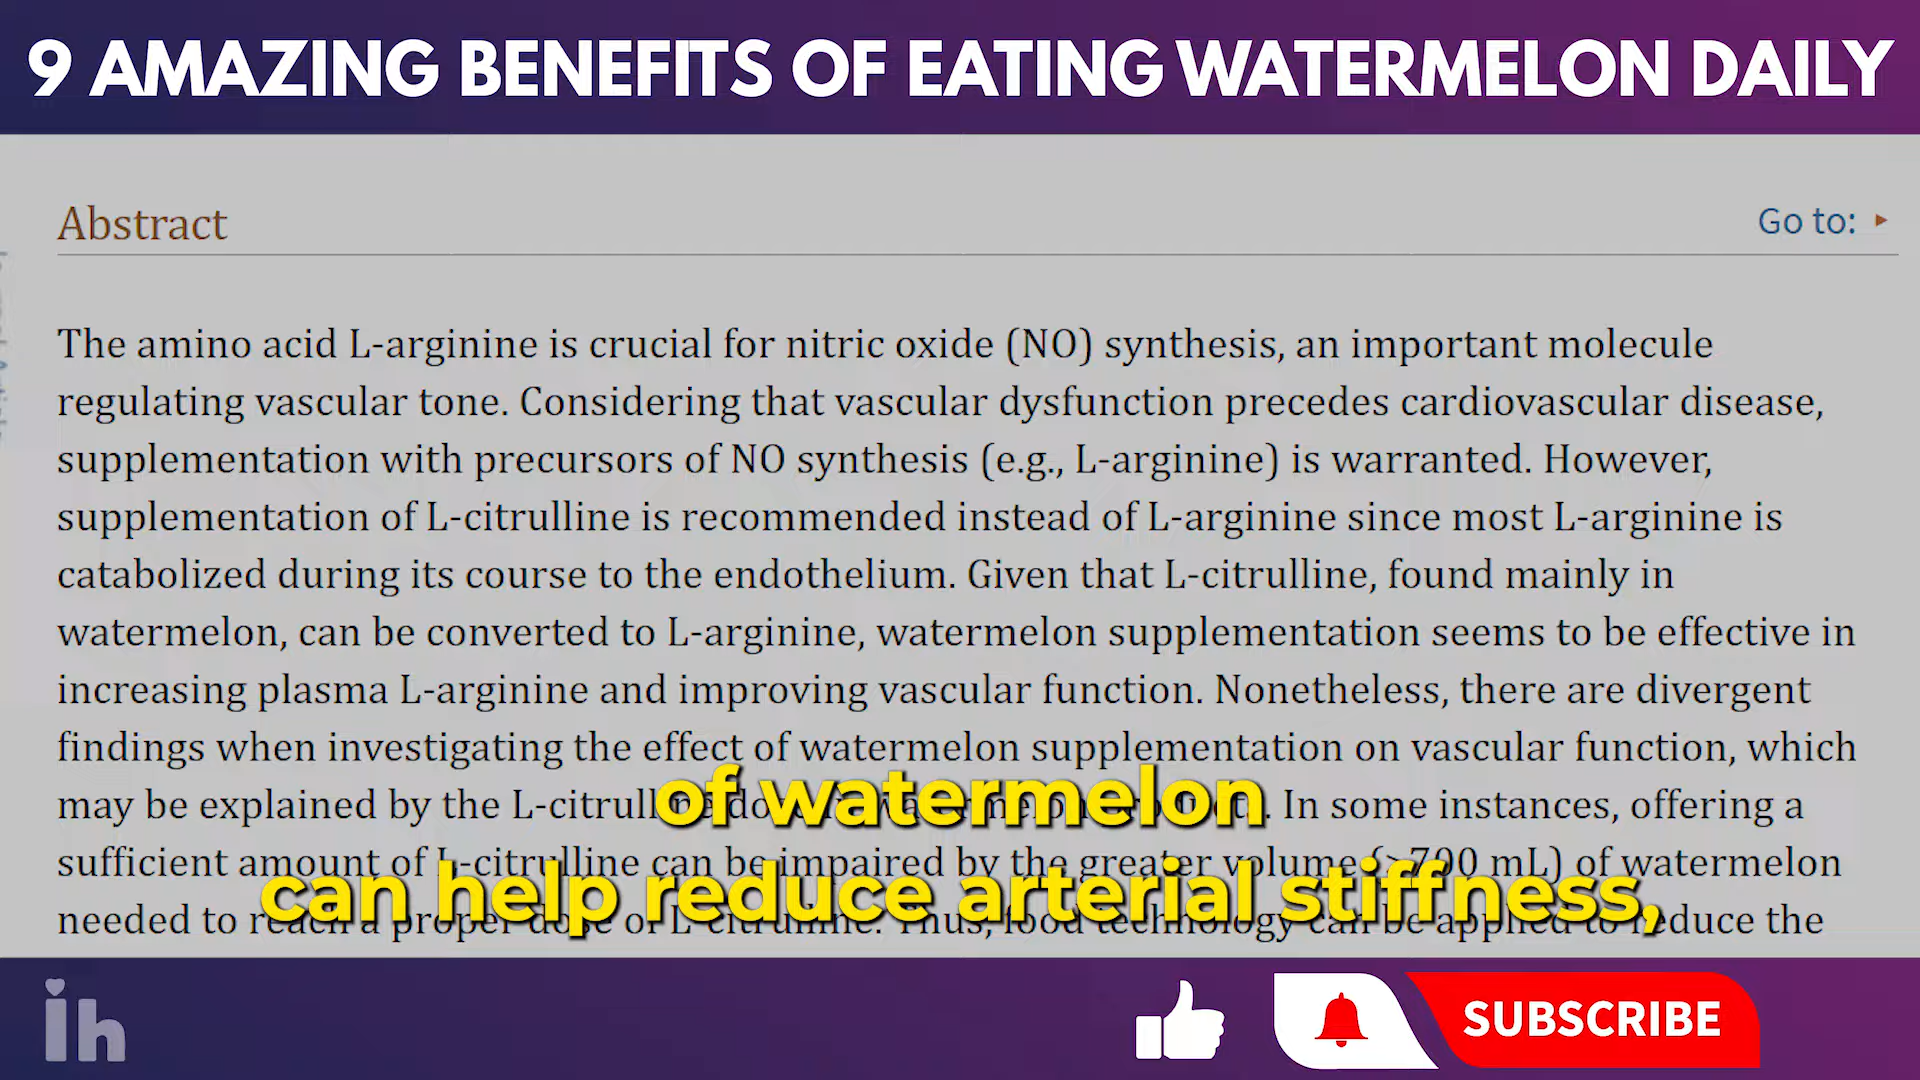 9 AMAZING BENEFITS OF EATING WATERMELON DAILY
Abstract
Go to:
The amino acid L-arginine is crucial for nitric oxide (NO) synthesis, an important molecule
regulating vascular tone. Considering that vascular dysfunction precedes cardiovascular disease,
supplementation with precursors of NO synthesis (e.g., L-arginine) is warranted. However,
supplementation of L-citrulline is recommended instead of L-arginine since most L-arginine is
catabolized during its course to the endothelium. Given that L-citrulline, found mainly in
watermelon, can be converted to L-arginine, watermelon supplementation seems to be effective in
increasing plasma L-arginine and improving vascular function. Nonetheless, there are divergent
findings when investigating the effect of watermelon supplementation on vascular function, which
may be explained by the In some instances, offering a
sufficient amount of L-citrulline can be impaired by the greater volume (>700 mL) of watermelon
needed to reach a proper dose of L-citrulline. Thus, food technology can be applied to reduce the
of watermelon
can help reduce arterial stiffness,
ih
SUBSCRIBE